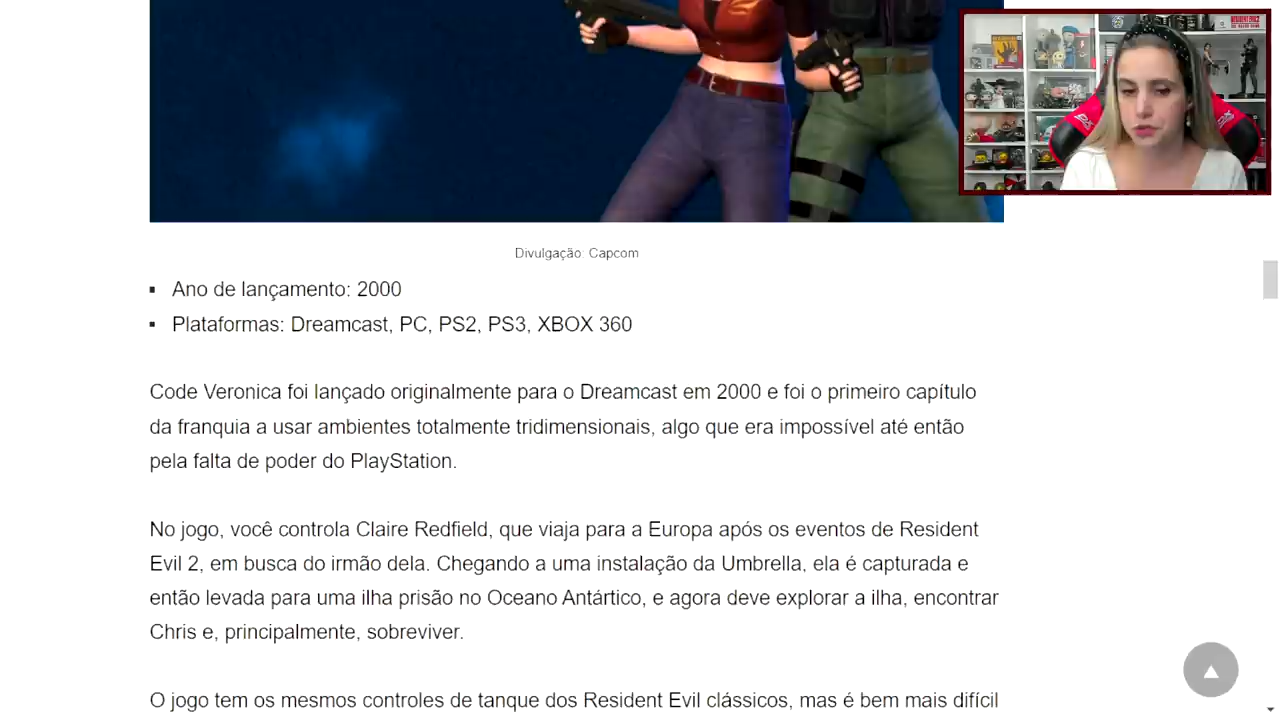 Divulgação: Capcom
Ano de lançamento: 2000
Plataformas: Dreamcast, PC, PS2, PS3, XBOX 360
Code Veronica foi lançado originalmente para o Dreamcast em 2000 e foi o primeiro capítulo
da franquia a usar ambientes totalmente tridimensionais, algo que era impossível até então
pela falta de poder do PlayStation.
No jogo, você controla Claire Redfield, que viaja para a Europa após os eventos de Resident
Evil 2, em busca do irmão dela. Chegando a uma instalação da Umbrella, ela é capturada e
então levada para uma ilha prisão no Oceano Antártico, e agora deve explorar a ilha, encontrar
Chris e, principalmente, sobreviver.
O jogo tem os mesmos controles de tanque dos Resident Evil clássicos, mas é bem mais difícil